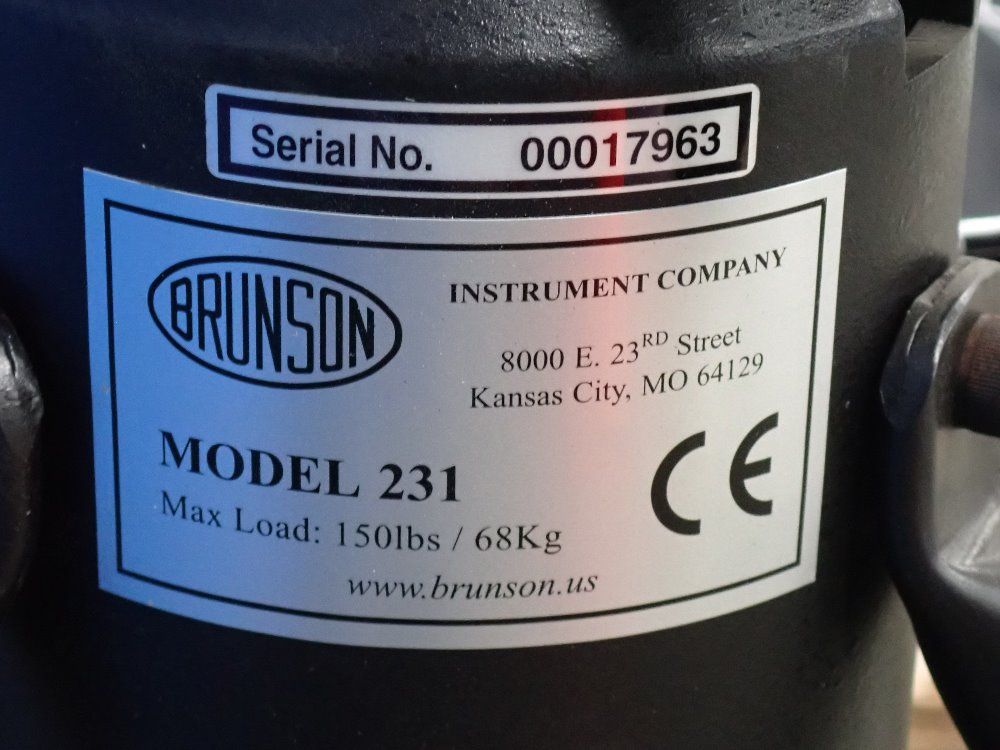 Serial No. 00017963
BRUNSON
INSTRUMENT COMPANY
8000 E. 23RD Street
Kansas City, MO 64129
MODEL 231
Max Load: 150lbs / 68Kg
CE
www.brunson.us